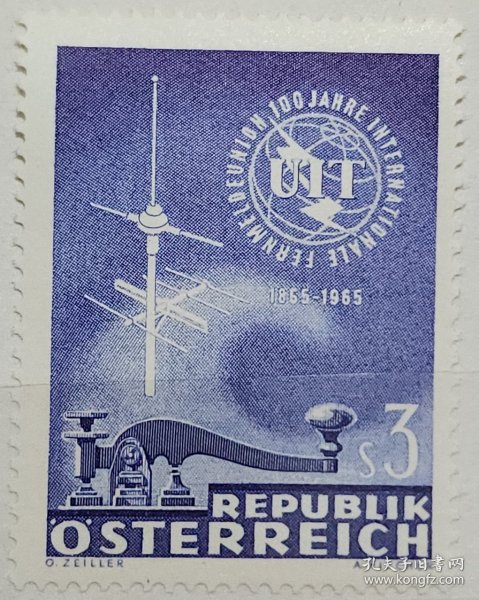 100 JAHRE INTERNATIONALE FERNMELDEUNION
UIT
1865-1965
S3
REPUBLIK
ÖSTERREICH
O. ZEILLER
孔夫子旧书网
kongfz.com